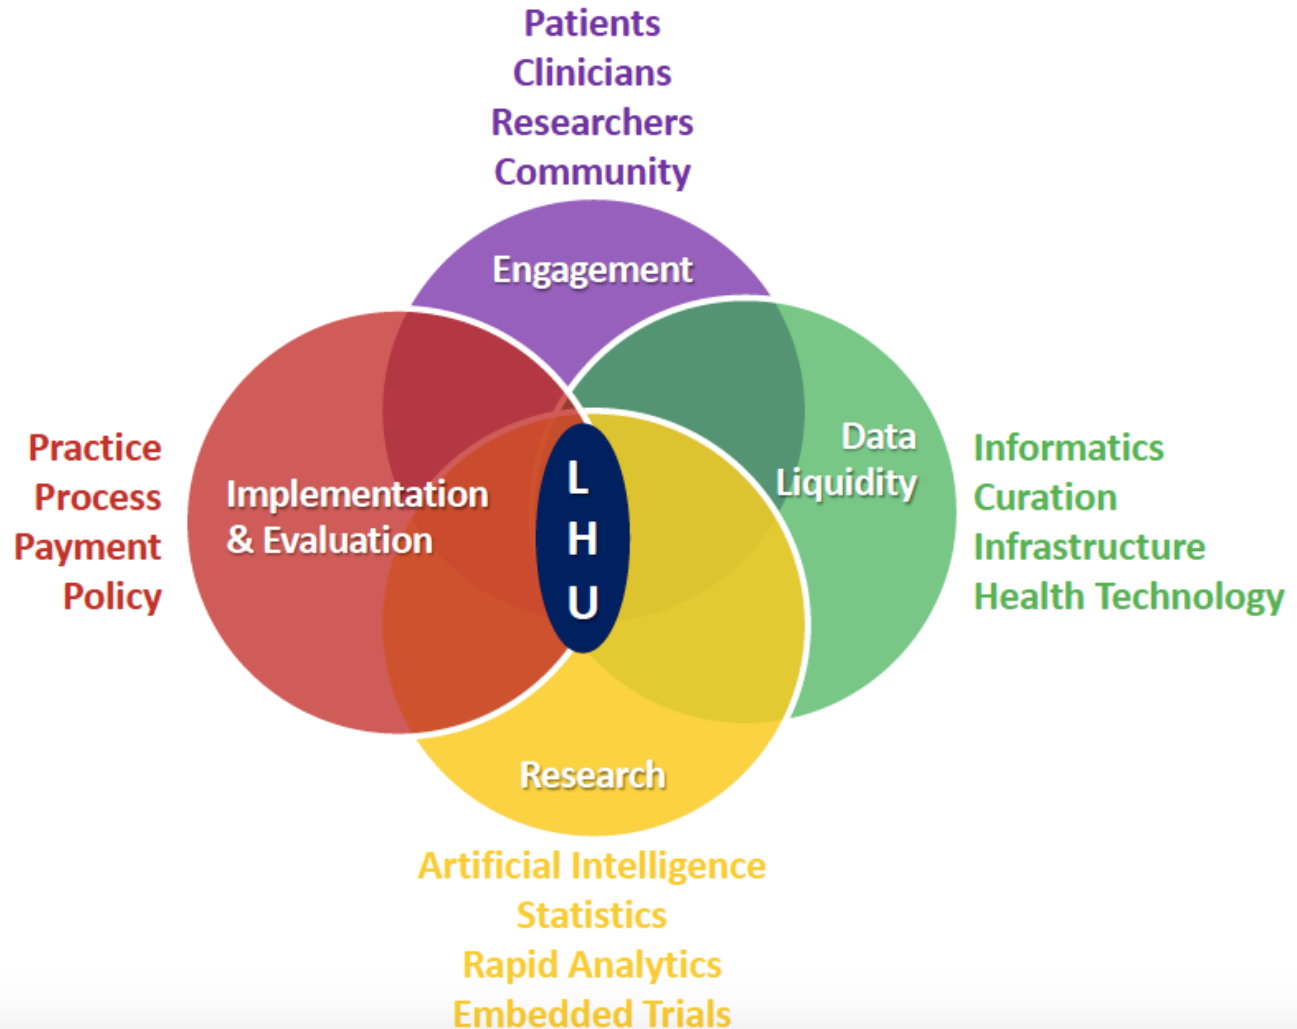 Patients
Clinicians
Researchers
Community
Engagement
Practice
Process
Payment
Policy
Implementation
& Evaluation
L
H
U
Data
Liquidity
Informatics
Curation
Infrastructure
Health Technology
Research
Artificial Intelligence
Statistics
Rapid Analytics
Embedded Trials